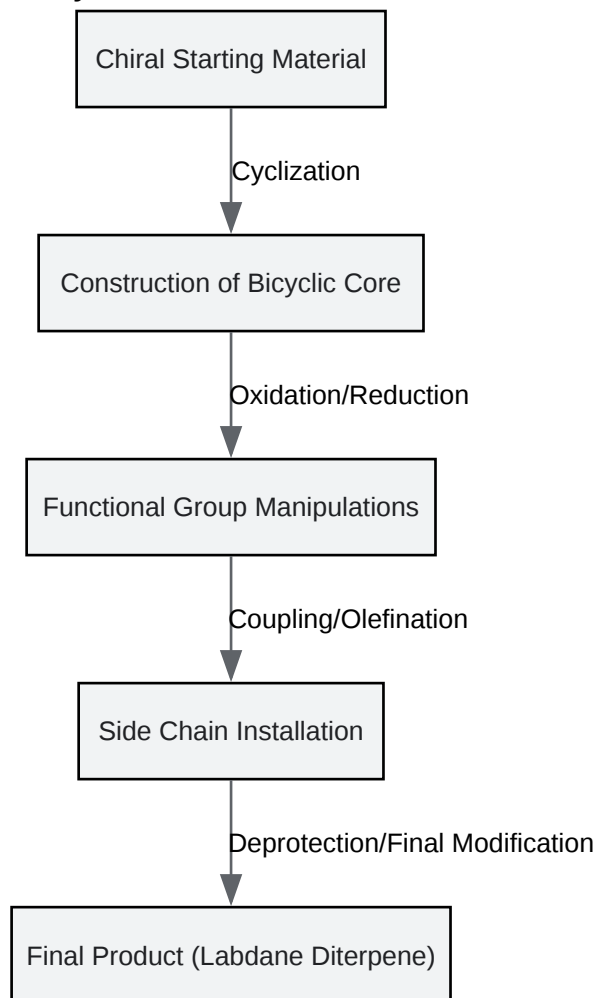 Chiral Starting Material
Cyclization
Construction of Bicyclic Core
Oxidation/Reduction
Functional Group Manipulations
Coupling/Olefination
Side Chain Installation
Deprotection/Final Modification
Final Product (Labdane Diterpene)